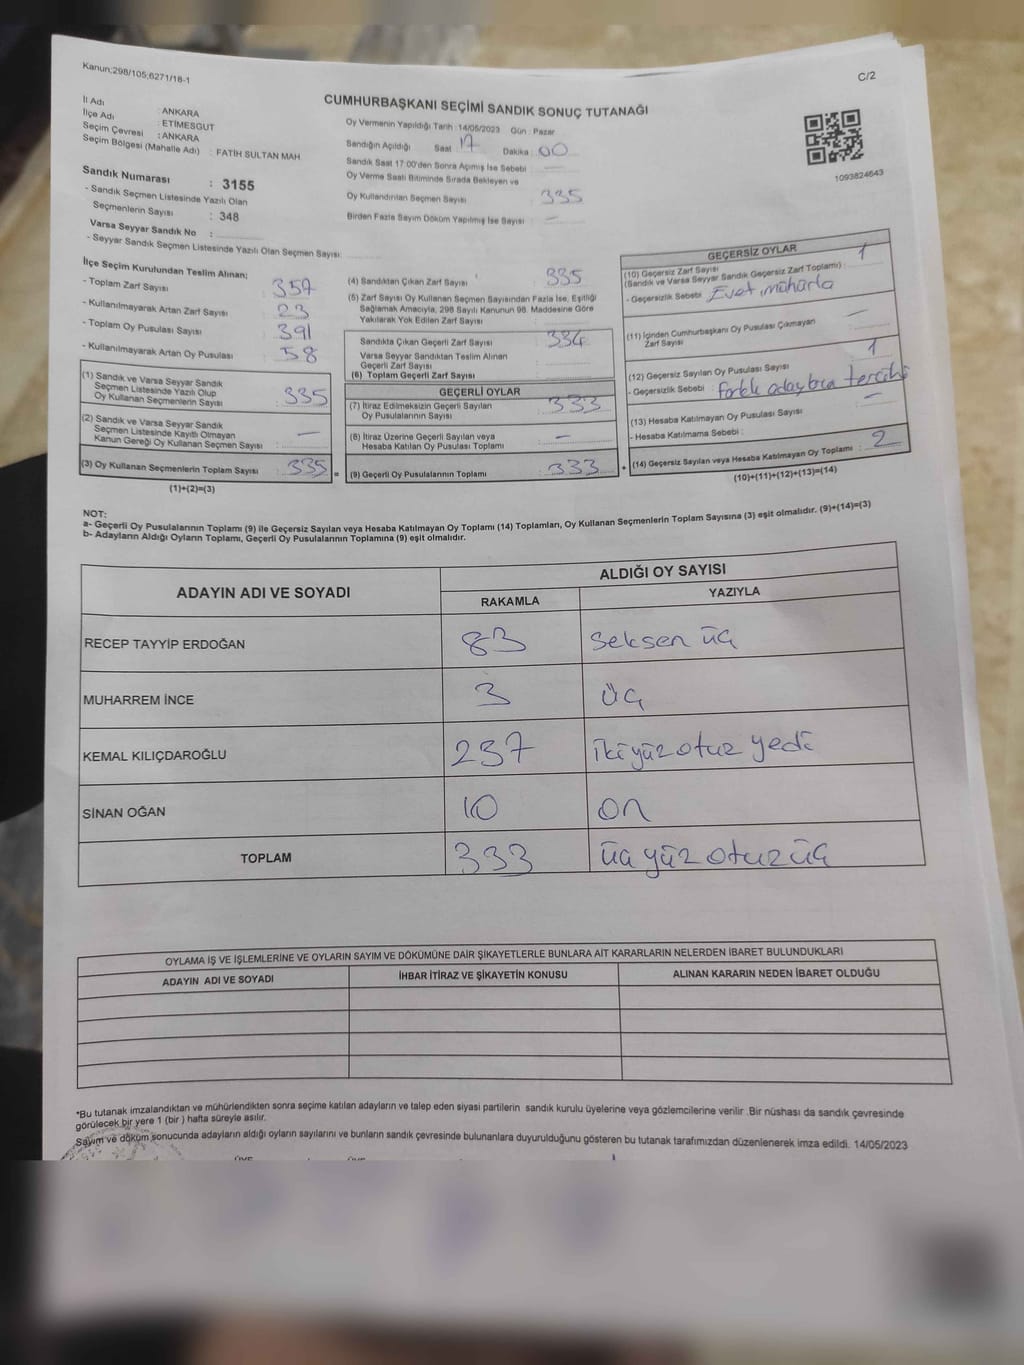 Kanun;298/105;6271/18-1
C/2
CUMHURBAŞKANI SEÇİMİ SANDIK SONUÇ TUTANAĞI
İl Adı : ANKARA
İlçe Adı : ETİMESGUT
Seçim Çevresi : ANKARA
Seçim Bölgesi (Mahalle Adı) : FATİH SULTAN MAH
Oy Vermenin Yapıldığı Tarih : 14/05/2023 Gün : Pazar
Sandığın Açıldığı Saat : 17 Dakika : 00
Sandık Saat 17:00'den Sonra Açımış İse Sebebi : —
Oy Verme Saati Bitiminde Sırada Bekleyen ve
Oy Kullandırılan Seçmen Sayısı : 335
Birden Fazla Sayım Döküm Yapılmış İse Sayısı : —
1093824643
Sandık Numarası : 3155
- Sandık Seçmen Listesinde Yazılı Olan
Seçmenlerin Sayısı : 348
Varsa Seyyar Sandık No :
- Seyyar Sandık Seçmen Listesinde Yazılı Olan Seçmen Sayısı:
İlçe Seçim Kurulundan Teslim Alınan;
- Toplam Zarf Sayısı : 357
- Kullanılmayarak Artan Zarf Sayısı : 23
- Toplam Oy Pusulası Sayısı : 391
- Kullanılmayarak Artan Oy Pusulası : 58
(1) Sandık ve Varsa Seyyar Sandık
Seçmen Listesinde Yazılı Olup
Oy Kullanan Seçmenlerin Sayısı : 335
(2) Sandık ve Varsa Seyyar Sandık
Seçmen Listesinde Kayıtlı Olmayan
Kanun Gereği Oy Kullanan Seçmen Sayısı : —
(3) Oy Kullanan Seçmenlerin Toplam Sayısı : 335 =
(1)+(2)=(3)
(4) Sandıktan Çıkan Zarf Sayısı : 335
(5) Zarf Sayısı Oy Kullanan Seçmen Sayısından Fazla İse, Eşitliği
Sağlamak Amacıyla, 298 Sayılı Kanunun 98. Maddesine Göre
Yakılarak Yok Edilen Zarf Sayısı :
Sandıkta Çıkan Geçerli Zarf Sayısı : 334
Varsa Seyyar Sandıktan Teslim Alınan
Geçerli Zarf Sayısı :
(6) Toplam Geçerli Zarf Sayısı :
GEÇERLİ OYLAR
(7) İtiraz Edilmeksizin Geçerli Sayılan
Oy Pusulalarının Sayısı : 333
(8) İtiraz Üzerine Geçerli Sayılan veya
Hesaba Katılan Oy Pusulası Toplamı : —
(9) Geçerli Oy Pusulalarının Toplamı : 333 +
GEÇERSİZ OYLAR
(10) Geçersiz Zarf Sayısı
(Sandık ve Varsa Seyyar Sandık Geçersiz Zarf Toplamı) : 1
- Geçersizlik Sebebi : Evet mühürlü
(11) İçinden Cumhurbaşkanı Oy Pusulası Çıkmayan
Zarf Sayısı : —
(12) Geçersiz Sayılan Oy Pusulası Sayısı : 1
- Geçersizlik Sebebi : farklı adaylara tercihi
(13) Hesaba Katılmayan Oy Pusulası Sayısı : —
- Hesaba Katılmama Sebebi :
(14) Geçersiz Sayılan veya Hesaba Katılmayan Oy Toplamı : 2
(10)+(11)+(12)+(13)=(14)
NOT:
a- Geçerli Oy Pusulalarının Toplamı (9) ile Geçersiz Sayılan veya Hesaba Katılmayan Oy Toplamı (14) Toplamları, Oy Kullanan Seçmenlerin Toplam Sayısına (3) eşit olmalıdır. (9)+(14)=(3)
b- Adayların Aldığı Oyların Toplamı, Geçerli Oy Pusulalarının Toplamına (9) eşit olmalıdır.
ADAYIN ADI VE SOYADI
ALDIĞI OY SAYISI
RAKAMLA YAZIYLA
RECEP TAYYİP ERDOĞAN 83 Seksen üç
MUHARREM İNCE 3 üç
KEMAL KILIÇDAROĞLU 237 ikiyüz otuz yedi
SİNAN OĞAN 10 on
TOPLAM 333 üç yüz otuz üç
OYLAMA İŞ VE İŞLEMLERİNE VE OYLARIN SAYIM VE DÖKÜMÜNE DAİR ŞİKAYETLERLE BUNLARA AİT KARARLARIN NELERDEN İBARET BULUNDUKLARI
ADAYIN ADI VE SOYADI İHBAR İTİRAZ VE ŞİKAYETİN KONUSU ALINAN KARARIN NEDEN İBARET OLDUĞU
*Bu tutanak imzalandıktan ve mühürlendikten sonra seçime katılan adayların ve talep eden siyasi partilerin sandık kurulu üyelerine veya gözlemcilerine verilir .Bir nüshası da sandık çevresinde
görülecek bir yere 1 (bir ) hafta süreyle asılır.
Sayım ve döküm sonucunda adayların aldığı oyların sayılarını ve bunların sandık çevresinde bulunanlara duyurulduğunu gösteren bu tutanak tarafımızdan düzenlenerek imza edildi. 14/05/2023